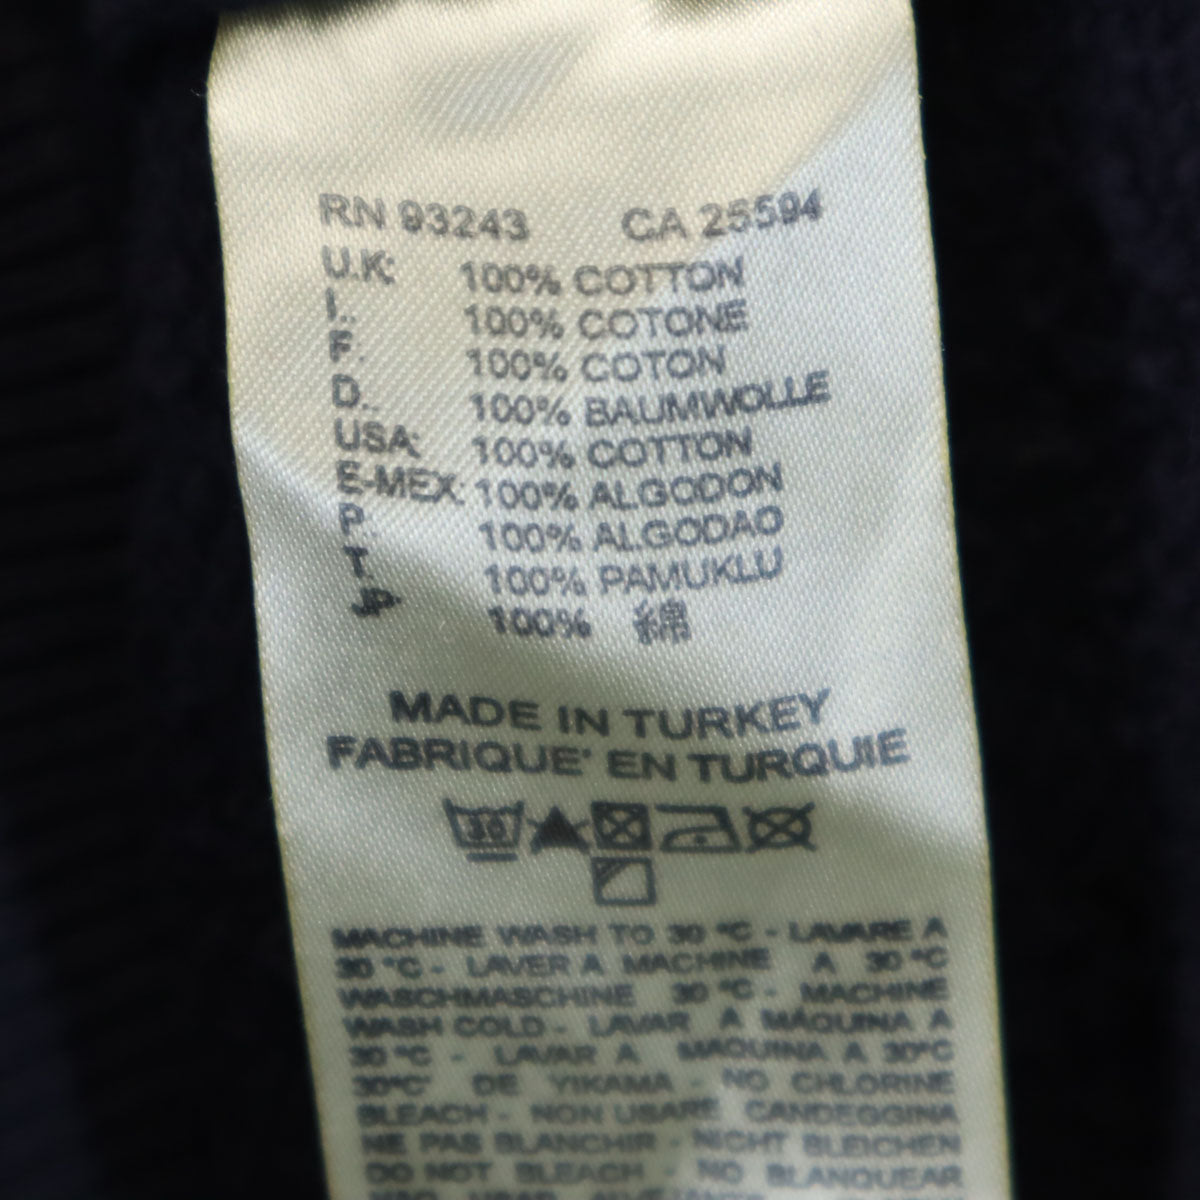 RN 93243 CA 25594
U.K: 100% COTTON
I.: 100% COTONE
F. 100% COTON
D.: 100% BAUMWOLLE
USA: 100% COTTON
E-MEX: 100% ALGODON
P. 100% ALGODAO
T. 100% PAMUKLU
JP 100% 綿
MADE IN TURKEY
FABRIQUE' EN TURQUIE
30
MACHINE WASH TO 30 °C - LAVARE A
30 °C - LAVER A MACHINE A 30 °C
WASCHMASCHINE 30 °C - MACHINE
WASH COLD - LAVAR A MÁQUINA A
30 °C - LAVAR A MAQUINA A 30°C
30°C DE YIKAMA - NO CHLORINE
BLEACH - NON USARE CANDEGGINA
NE PAS BLANCHIR - NICHT BLEICHEN
DO NOT BLEACH - NO BLANQUEAR